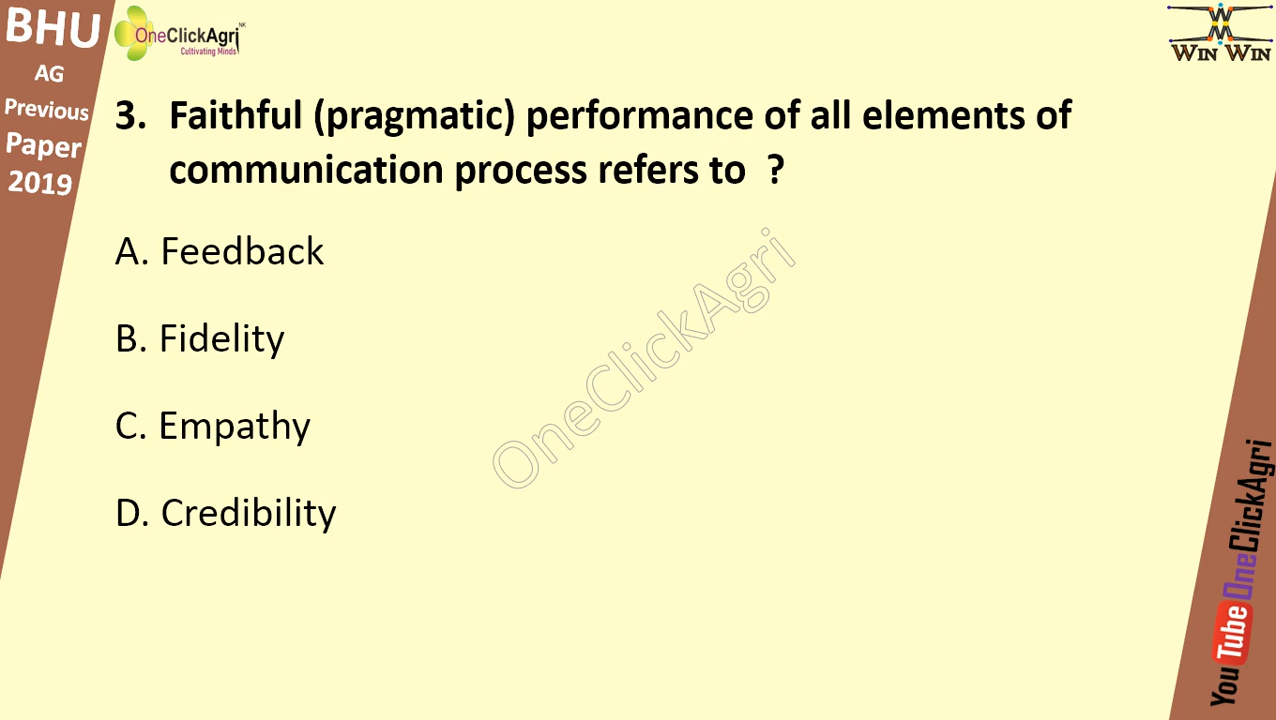 BHU
AG
Previous
Paper
2019
OneClickAgri NK
Cultivating Minds
WIN WIN
3. Faithful (pragmatic) performance of all elements of
communication process refers to ?
A. Feedback
B. Fidelity
C. Empathy
D. Credibility
OneClickAgri
YouTube OneClickAgri